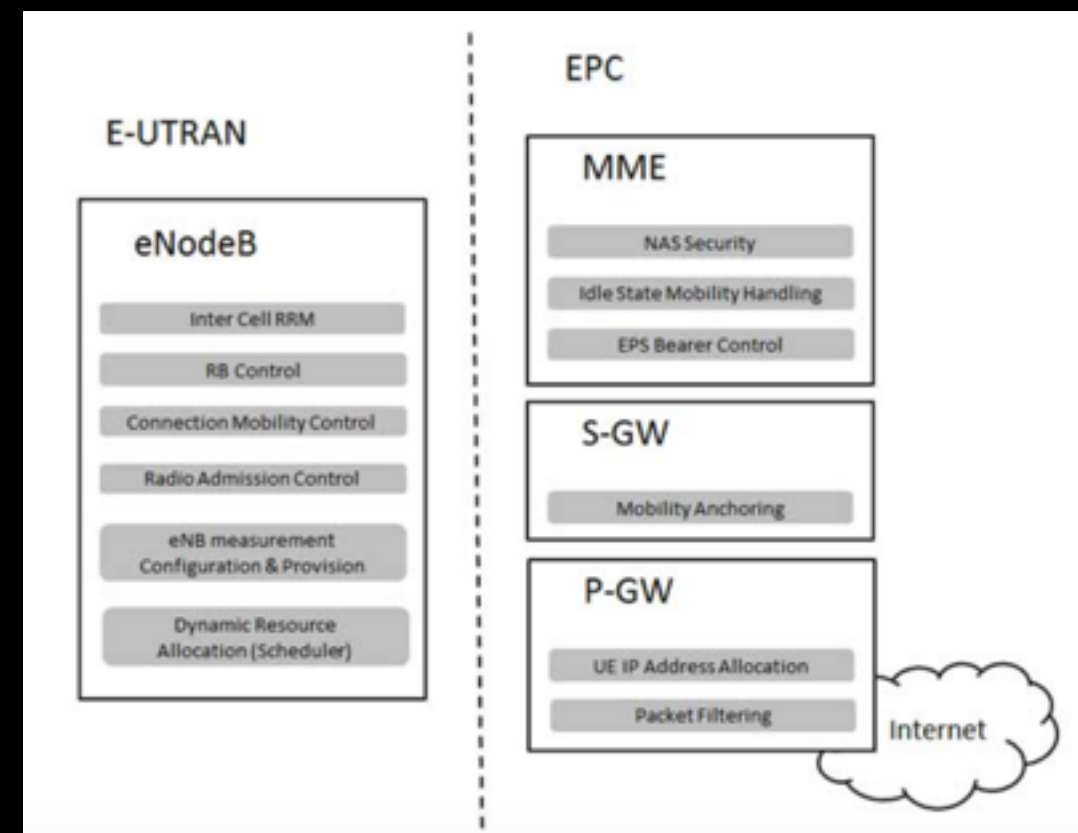 E-UTRAN
eNodeB
Inter Cell RRM
RB Control
Connection Mobility Control
Radio Admission Control
eNB measurement
Configuration & Provision
Dynamic Resource
Allocation (Scheduler)
EPC
MME
NAS Security
Idle State Mobility Handling
EPS Bearer Control
S-GW
Mobility Anchoring
P-GW
UE IP Address Allocation
Packet Filtering
Internet